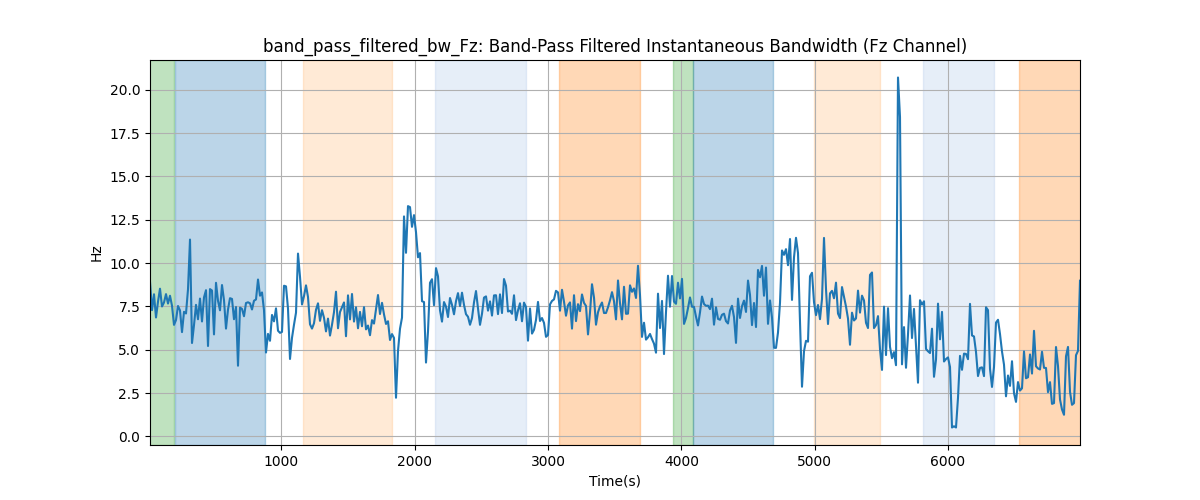 band_pass_filtered_bw_Fz: Band-Pass Filtered Instantaneous Bandwidth (Fz Channel)
20.0
17.5
15.0
12.5
10.0
7.5
5.0
2.5
0.0
Hz
1000 2000 3000 4000 5000 6000
Time(s)